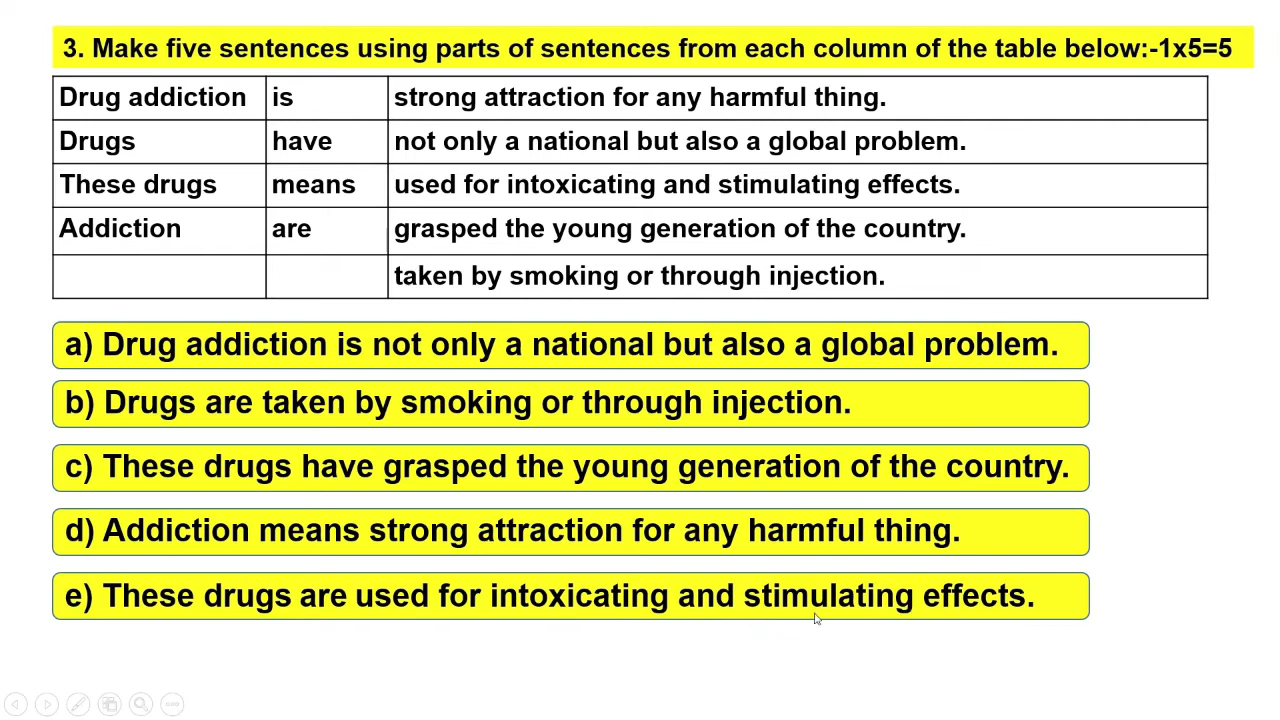 3. Make five sentences using parts of sentences from each column of the table below:-1x5=5
Drug addiction is strong attraction for any harmful thing.
Drugs have not only a national but also a global problem.
These drugs means used for intoxicating and stimulating effects.
Addiction are grasped the young generation of the country.
taken by smoking or through injection.
a) Drug addiction is not only a national but also a global problem.
b) Drugs are taken by smoking or through injection.
c) These drugs have grasped the young generation of the country.
d) Addiction means strong attraction for any harmful thing.
e) These drugs are used for intoxicating and stimulating effects.